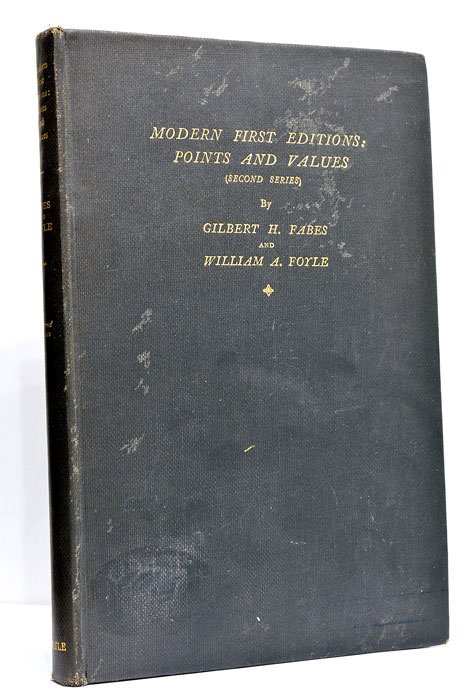 MODERN FIRST EDITIONS:
POINTS AND VALUES
(SECOND SERIES)
By
GILBERT H. FABES
AND
WILLIAM A. FOYLE